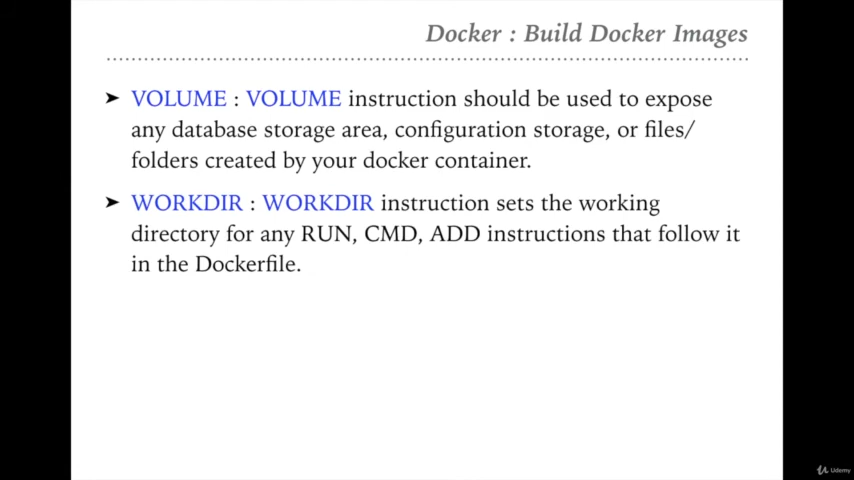 Docker : Build Docker Images
➤ VOLUME : VOLUME instruction should be used to expose
any database storage area, configuration storage, or files/
folders created by your docker container.
➤ WORKDIR : WORKDIR instruction sets the working
directory for any RUN, CMD, ADD instructions that follow it
in the Dockerfile.
Udemy